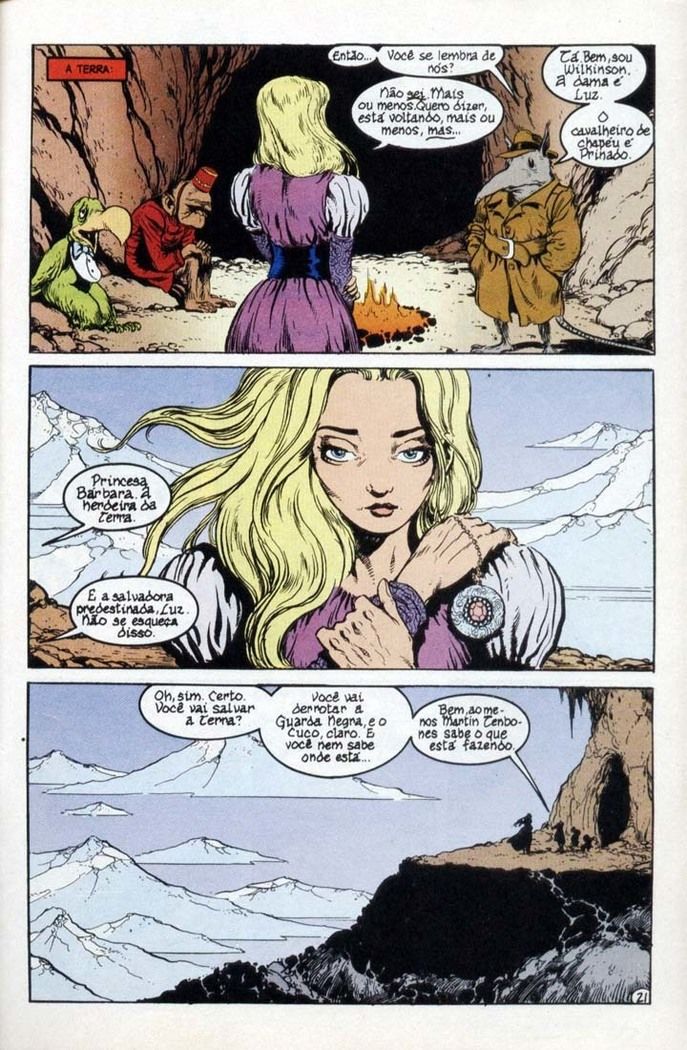 A TERRA:
Então...
Você se lembra de
nós?
Não sei. Mais
ou menos. Quero dizer,
está voltando, mais ou
menos, mas...
Tá. Bem, sou
Wilkinson.
A dama é
Luz.
O
cavalheiro de
chapéu é
Prinado.
Princesa
Bárbara. A
herdeira da
terra.
E a salvadora
predestinada, Luz.
Não se esqueça
disso.
Oh, sim. Certo.
Você vai salvar
a terra?
Você vai
derrotar a
Guarda Negra, e o
Cuco, claro. E
você nem sabe
onde está...
Bem, ao me-
nos Martin Tenbo-
nes sabe o que
está fazendo.
21